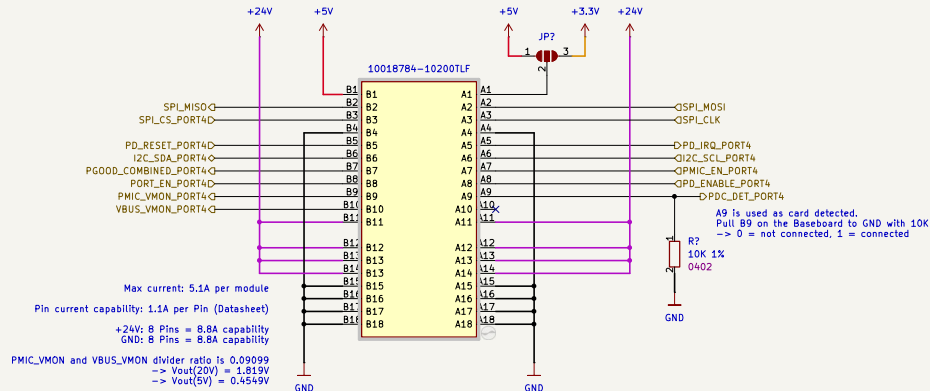 +24V +5V +5V +3.3V +24V
JP?
1 3
2
10018784-10200TLF
B1 B1 A1 A1
SPI_MISO B2 B2 A2 A2 SPI_MOSI
SPI_CS_PORT4 B3 B3 A3 A3 SPI_CLK
B4 B4 A4 A4
PD_RESET_PORT4 B5 B5 A5 A5 PD_IRQ_PORT4
I2C_SDA_PORT4 B6 B6 A6 A6 I2C_SCL_PORT4
PGOOD_COMBINED_PORT4 B7 B7 A7 A7 PMIC_EN_PORT4
PORT_EN_PORT4 B8 B8 A8 A8 PD_ENABLE_PORT4
PMIC_VMON_PORT4 B9 B9 A9 A9 PDC_DET_PORT4
VBUS_VMON_PORT4 B10 B10 A10 A10
B11 B11 A11 A11
B12 B12 A12 A12
B13 B13 A13 A13
B14 B13 A14 A14
B15 B15 A15 A15
B16 B16 A16 A16
B17 B17 A17 A17
B18 B18 A18 A18
A9 is used as card detected.
Pull B9 on the Baseboard to GND with 10K
-> 0 = not connected, 1 = connected
1
R?
10K 1%
0402
2
GND
Max current: 5.1A per module
Pin current capability: 1.1A per Pin (Datasheet)
+24V: 8 Pins = 8.8A capability
GND: 8 Pins = 8.8A capability
PMIC_VMON and VBUS_VMON divider ratio is 0.09099
-> Vout(20V) = 1.819V
-> Vout(5V) = 0.4549V
GND GND